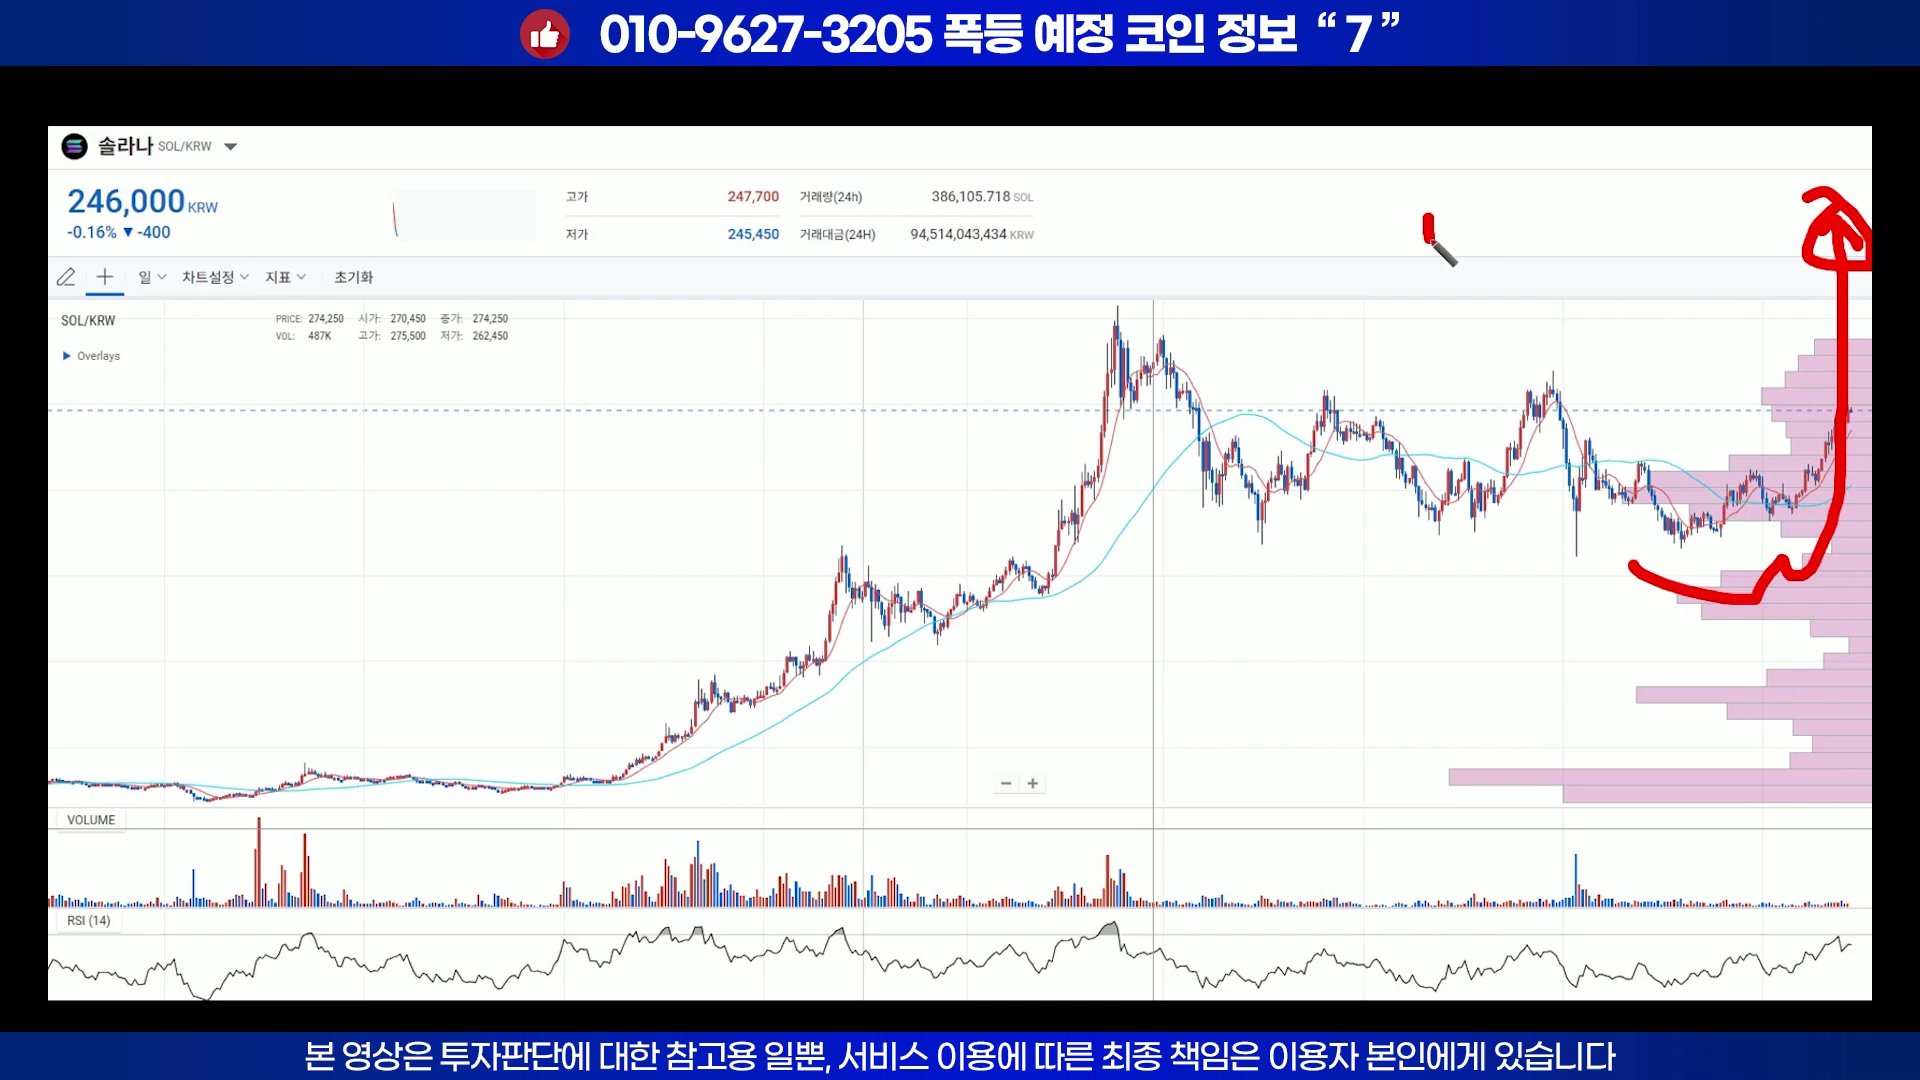 010-9627-3205 폭등 예정 코인 정보 “ 7 ”
솔라나 SOL/KRW
246,000 KRW
-0.16% ▼ -400
고가 247,700 거래량(24h) 386,105.718 SOL
저가 245,450 거래대금(24H) 94,514,043,434 KRW
일 차트설정 지표 초기화
SOL/KRW
PRICE: 274,250 시가: 270,450 종가: 274,250
VOL: 487K 고가: 275,500 저가: 262,450
Overlays
VOLUME
RSI (14)
본 영상은 투자판단에 대한 참고용 일뿐, 서비스 이용에 따른 최종 책임은 이용자 본인에게 있습니다